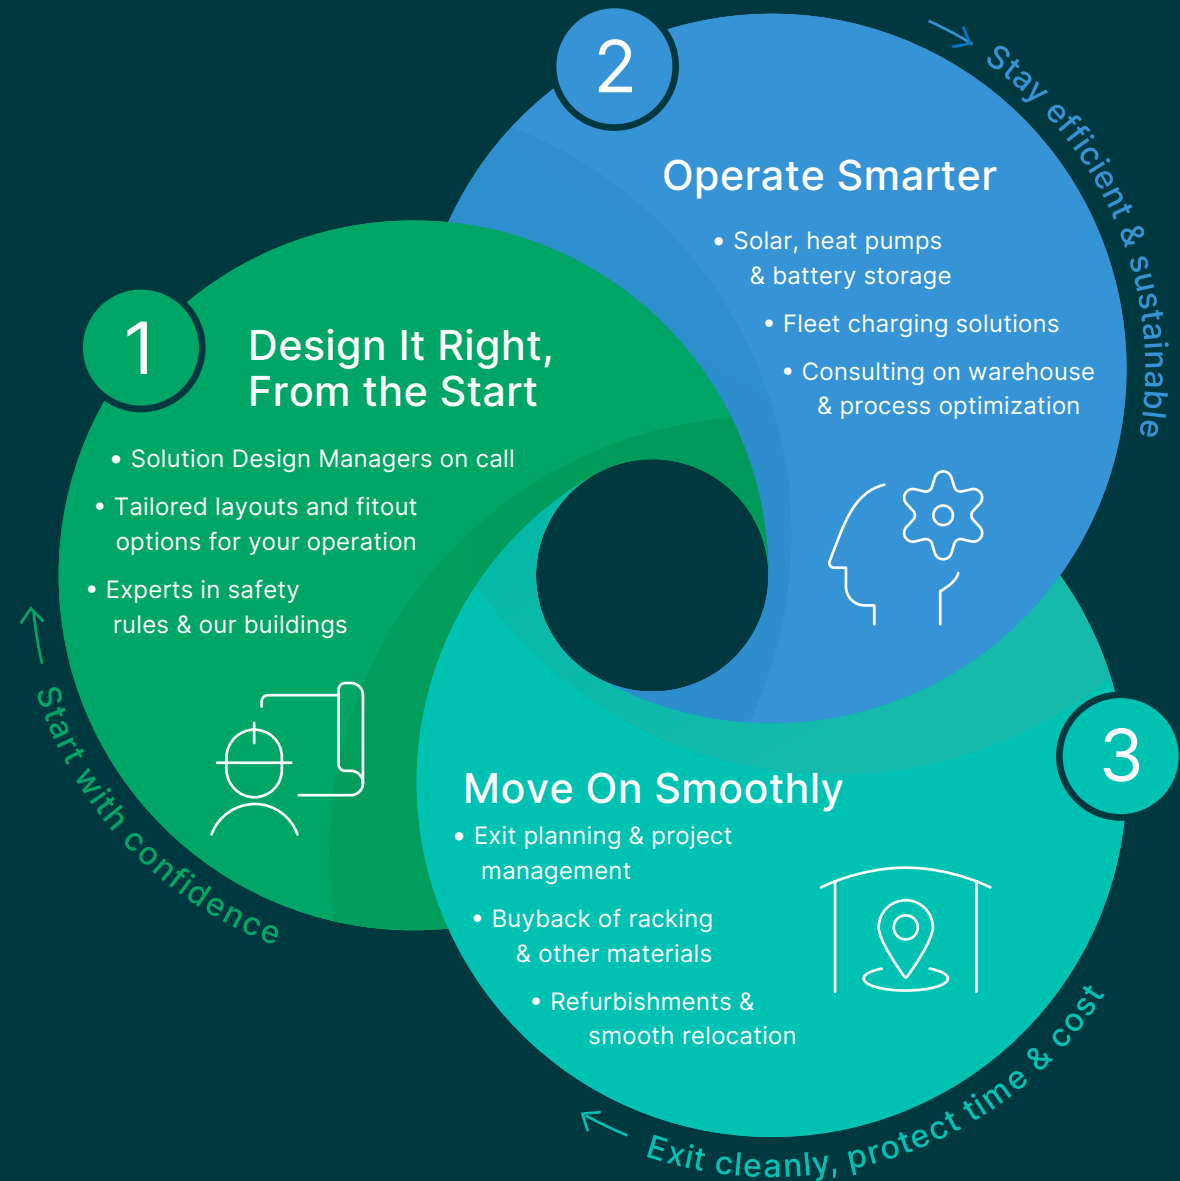 1
Design It Right,
From the Start
• Solution Design Managers on call
• Tailored layouts and fitout
options for your operation
• Experts in safety
rules & our buildings
Start with confidence
2
Operate Smarter
• Solar, heat pumps
& battery storage
• Fleet charging solutions
• Consulting on warehouse
& process optimization
Stay efficient & sustainable
3
Move On Smoothly
• Exit planning & project
management
• Buyback of racking
& other materials
• Refurbishments &
smooth relocation
Exit cleanly, protect time & cost